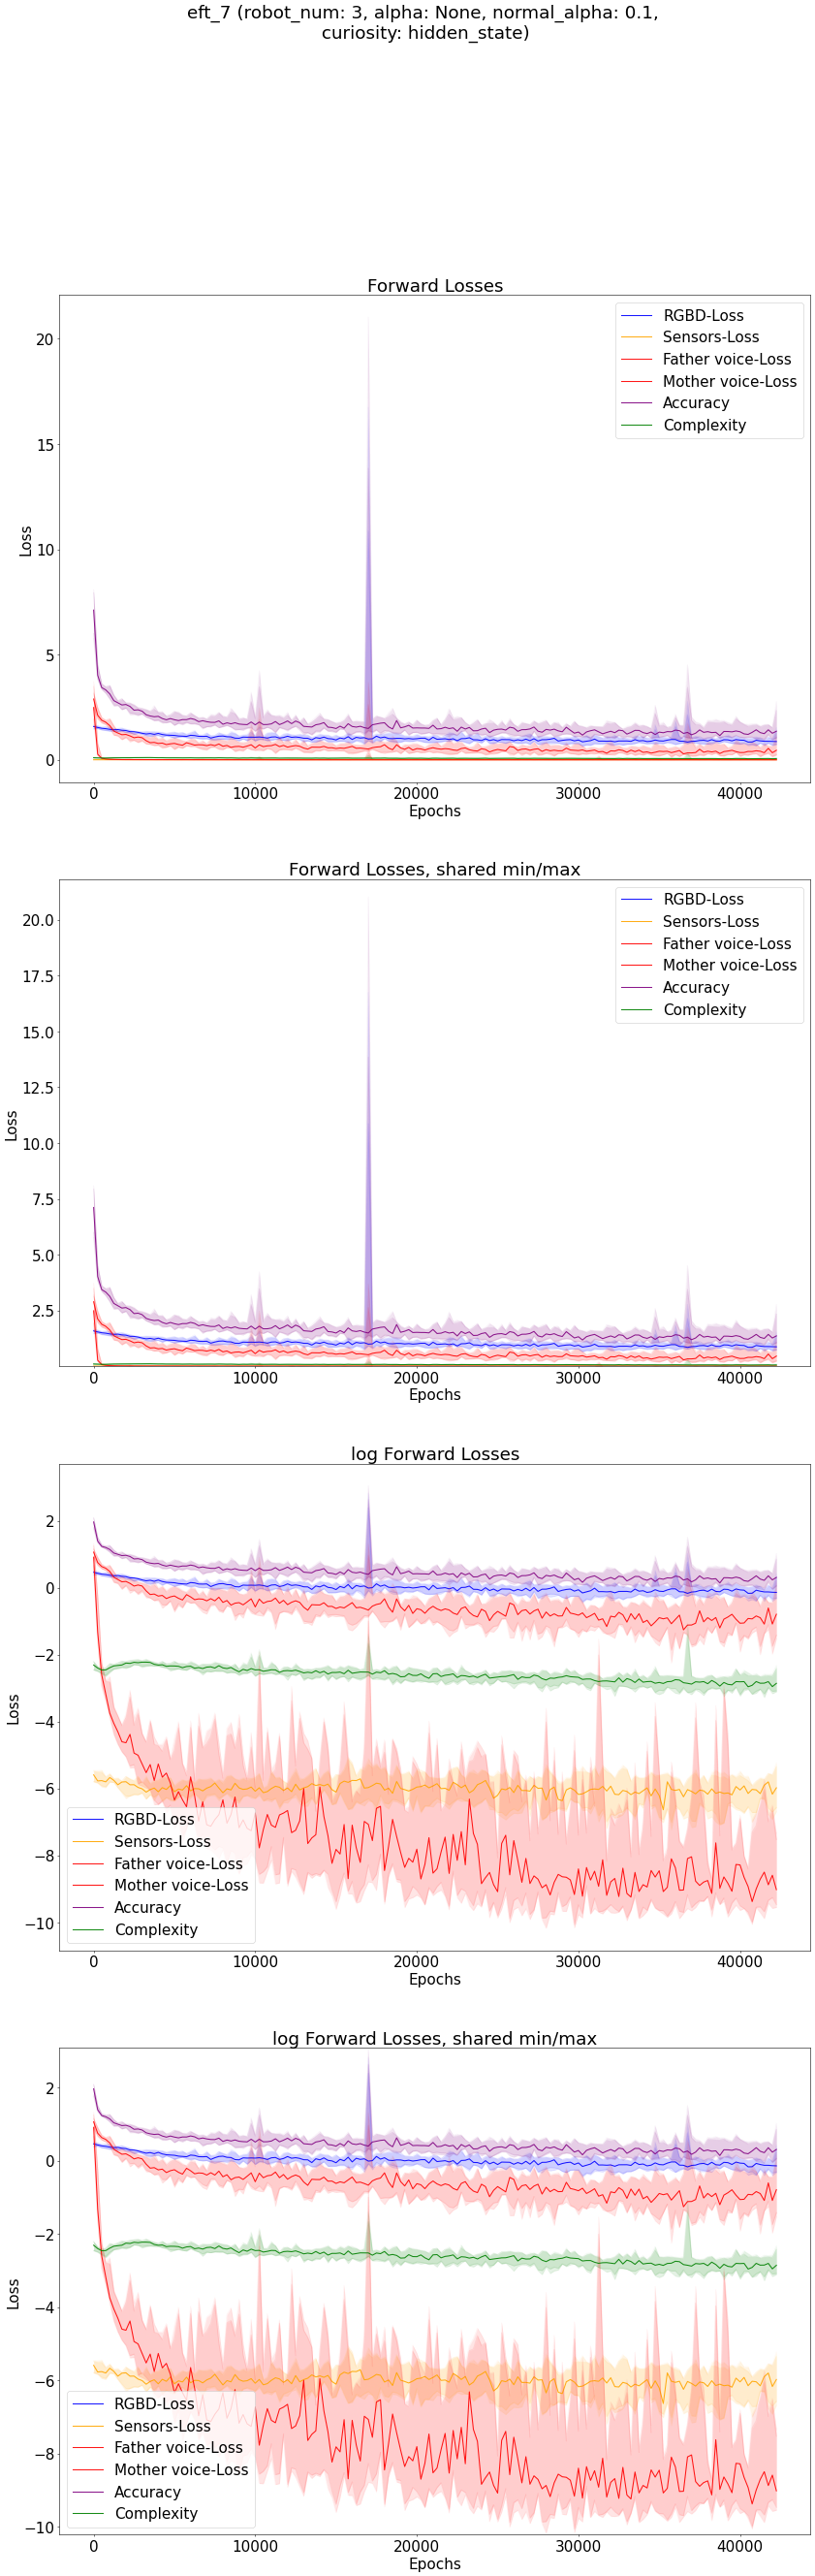 eft_7 (robot_num: 3, alpha: None, normal_alpha: 0.1,
curiosity: hidden_state)
Forward Losses
RGBD-Loss
Sensors-Loss
Father voice-Loss
Mother voice-Loss
Accuracy
Complexity
20
15
10
5
0
Loss
0
10000
20000
30000
40000
Epochs
Forward Losses, shared min/max
RGBD-Loss
Sensors-Loss
Father voice-Loss
Mother voice-Loss
Accuracy
Complexity
20.0
17.5
15.0
12.5
10.0
7.5
5.0
2.5
Loss
0
10000
20000
30000
40000
Epochs
log Forward Losses
2
0
−2
−4
−6
−8
−10
Loss
RGBD-Loss
Sensors-Loss
Father voice-Loss
Mother voice-Loss
Accuracy
Complexity
0
10000
20000
30000
40000
Epochs
log Forward Losses, shared min/max
2
0
−2
−4
−6
−8
−10
Loss
RGBD-Loss
Sensors-Loss
Father voice-Loss
Mother voice-Loss
Accuracy
Complexity
0
10000
20000
30000
40000
Epochs